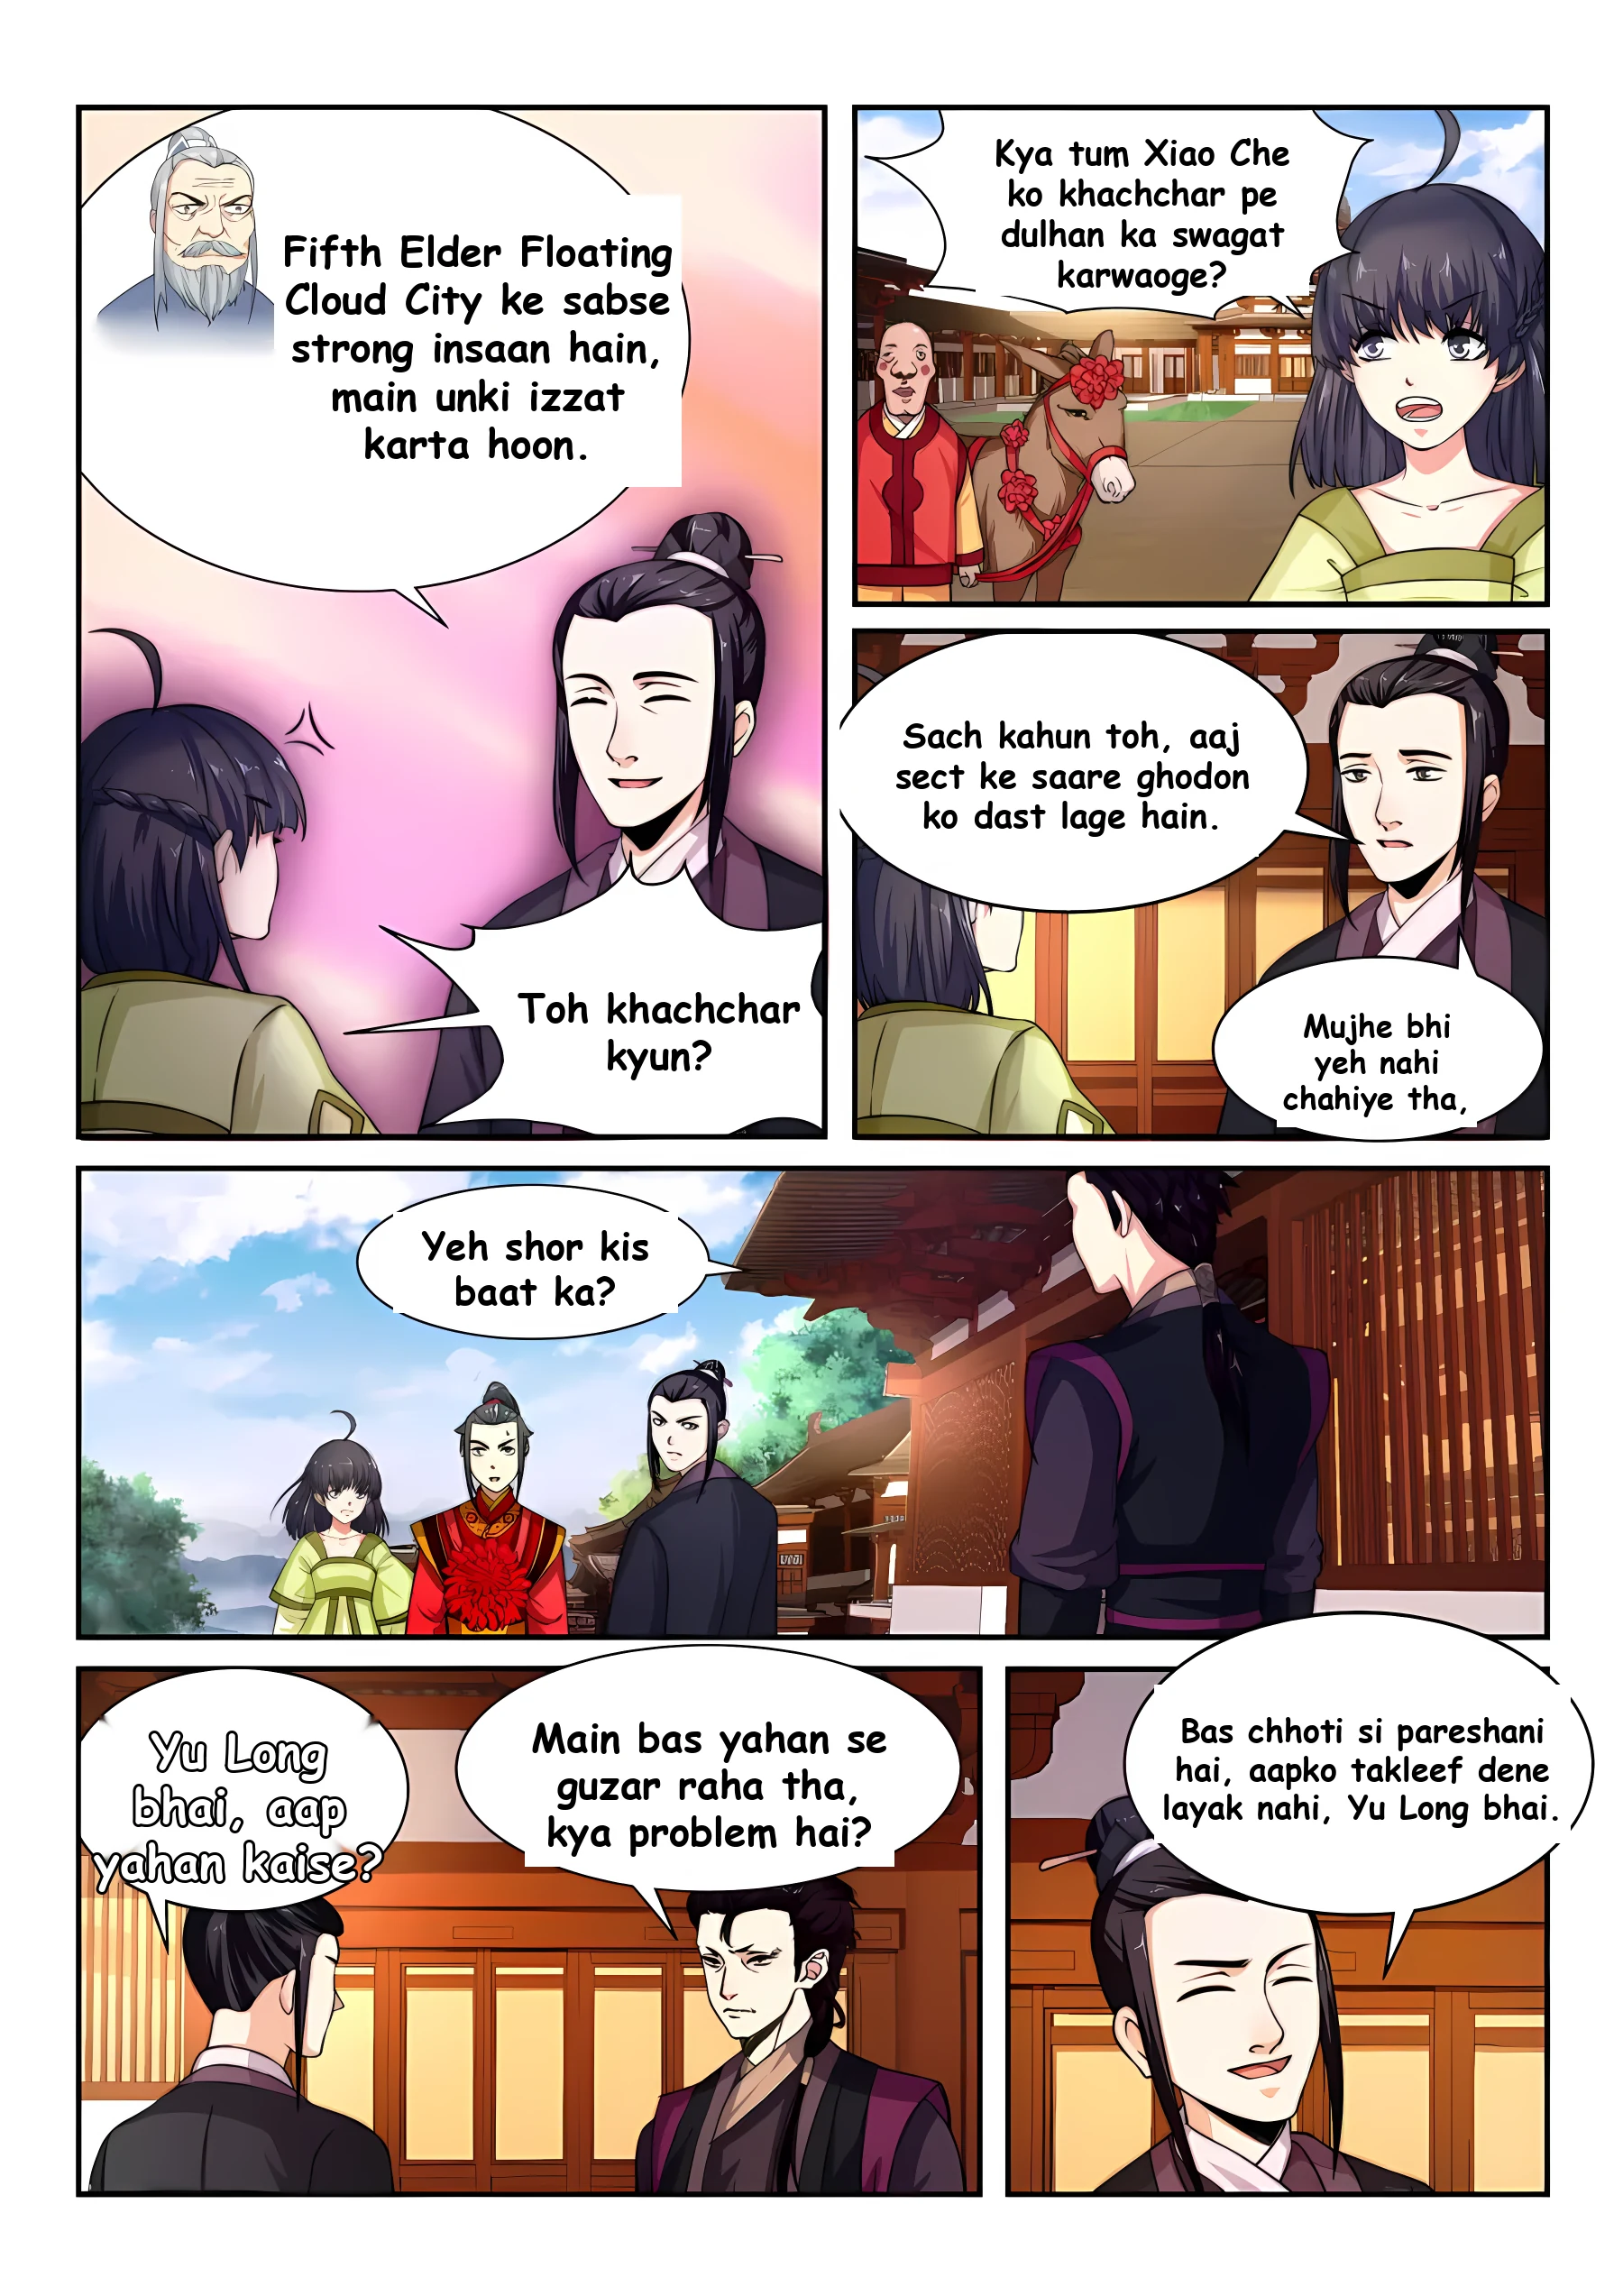 Fifth Elder Floating
Cloud City ke sabse
strong insaan hain,
main unki izzat
karta hoon.
Toh khachchar
kyun?
Kya tum Xiao Che
ko khachchar pe
dulhan ka swagat
karwaoge?
Sach kahun toh, aaj
sect ke saare ghodon
ko dast lage hain.
Mujhe bhi
yeh nahi
chahiye tha,
Yeh shor kis
baat ka?
Yu Long
bhai, aap
yahan kaise?
Main bas yahan se
guzar raha tha,
kya problem hai?
Bas chhoti si pareshani
hai, aapko takleef dene
layak nahi, Yu Long bhai.